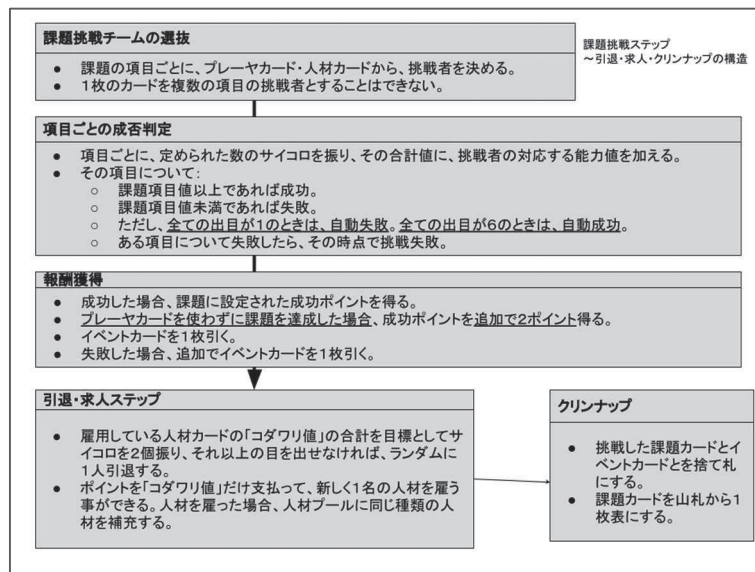 課題挑戦チームの選抜
● 課題の項目ごとに、プレーヤカード・人材カードから、挑戦者を決める。
● 1枚のカードを複数の項目の挑戦者とすることはできない。
課題挑戦ステップ
～引退・求人・クリンナップの構造
項目ごとの成否判定
● 項目ごとに、定められた数のサイコロを振り、その合計値に、挑戦者の対応する能力値を加える。
● その項目について:
○ 課題項目値以上であれば成功。
○ 課題項目値未満であれば失敗。
○ ただし、全ての出目が1のときは、自動失敗。全ての出目が6のときは、自動成功。
○ ある項目について失敗したら、その時点で挑戦失敗。
報酬獲得
● 成功した場合、課題に設定された成功ポイントを得る。
● プレーヤカードを使わずに課題を達成した場合、成功ポイントを追加で2ポイント得る。
● イベントカードを1枚引く。
● 失敗した場合、追加でイベントカードを1枚引く。
引退・求人ステップ
● 雇用している人材カードの「コダワリ値」の合計を目標としてサ
イコロを2個振り、それ以上の目を出せなければ、ランダムに
1人引退する。
● ポイントを「コダワリ値」だけ支払って、新しく1名の人材を雇う
事ができる。人材を雇った場合、人材プールに同じ種類の人
材を補充する。
クリンナップ
● 挑戦した課題カードとイ
ベントカードとを捨て札
にする。
● 課題カードを山札から1
枚表にする。